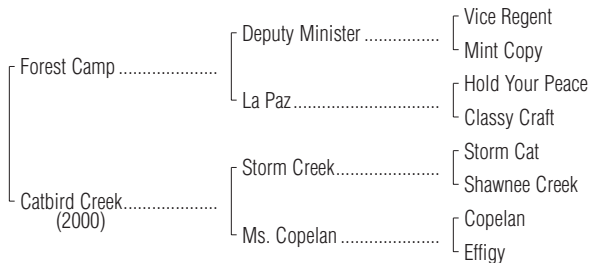 Vice Regent
Deputy Minister ................
Mint Copy
Forest Camp .....................
Hold Your Peace
La Paz...............................
Classy Craft
Storm Cat
Storm Creek......................
Shawnee Creek
Catbird Creek....................
(2000)
Copelan
Ms. Copelan .....................
Effigy